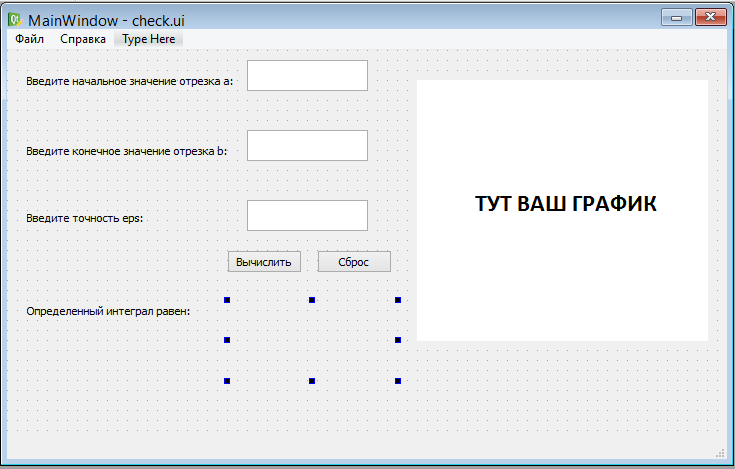 MainWindow - check.ui
Файл Справка Type Here
Введите начальное значение отрезка a:
Введите конечное значение отрезка b:
ТУТ ВАШ ГРАФИК
Введите точность eps:
Вычислить Сброс
Определенный интеграл равен: